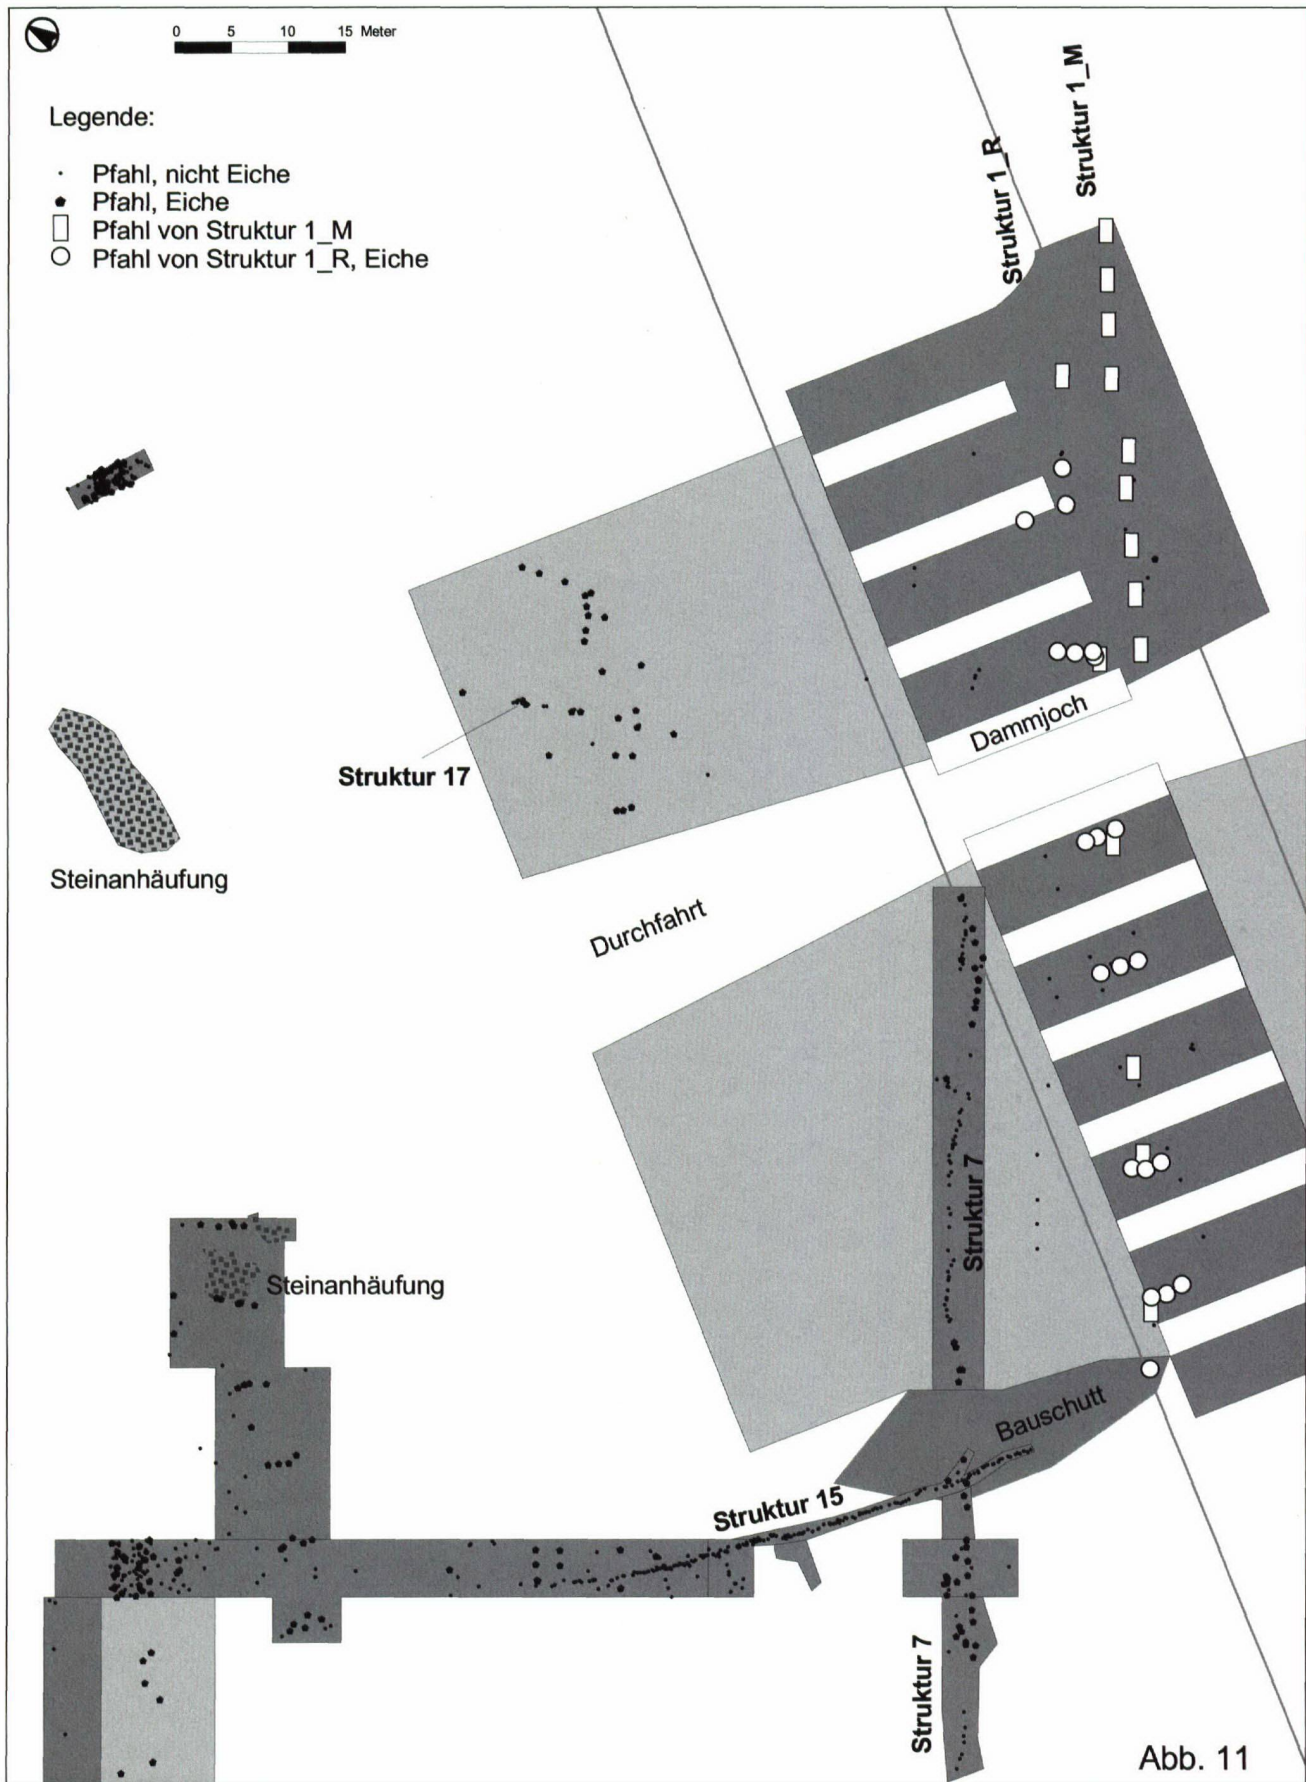 0 5 10 15 Meter
Legende:
Pfahl, nicht Eiche
Pfahl, Eiche
Pfahl von Struktur 1_M
Pfahl von Struktur 1_R, Eiche
Struktur 1_R
Struktur 1_M
Dammjoch
Struktur 17
Steinanhäufung
Durchfahrt
Struktur 7
Steinanhäufung
Bauschutt
Struktur 15
Struktur 7
Abb. 11